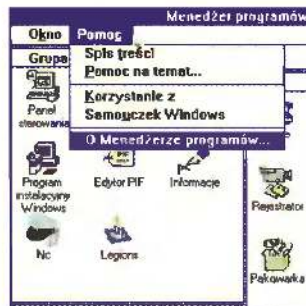 Menedżer programów
Okno Pomoc
Grupa
Spis treści
Pomoc na temat...
Korzystanie z
Samouczek Windows
O Menedżerze programów...
Panel sterowania
Program instalacyjny Windows
Edytor PIF
Informacje
Rejestrator
Nc
Legions
Pakowarka